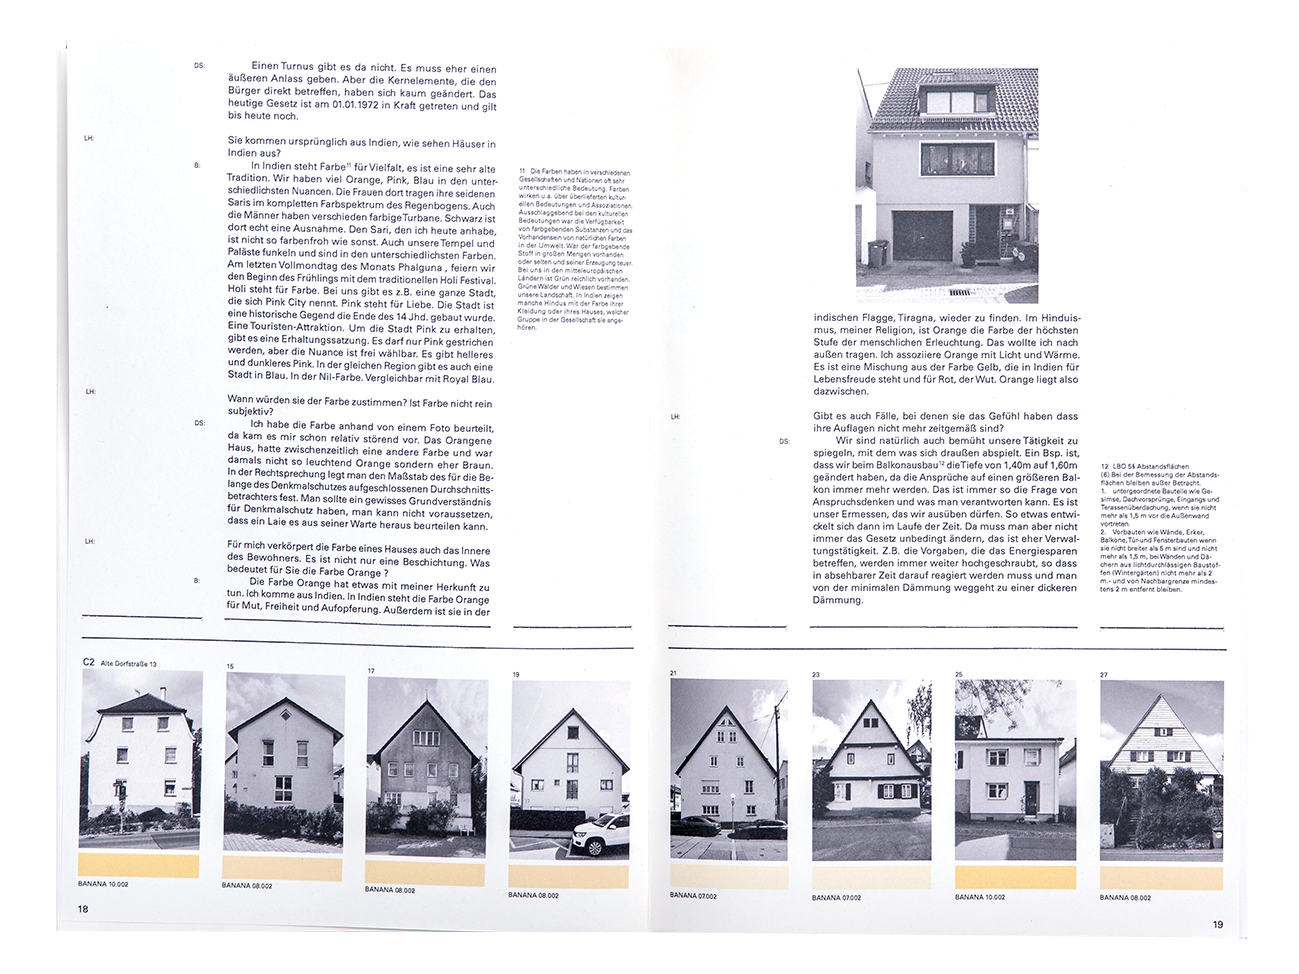 DS:
Einen Turnus gibt es da nicht. Es muss eher einen
äußeren Anlass geben. Aber die Kernelemente, die den
Bürger direkt betreffen, haben sich kaum geändert. Das
heutige Gesetz ist am 01.01.1972 in Kraft getreten und gilt
bis heute noch.
LH:
Sie kommen ursprünglich aus Indien, wie sehen Häuser in
Indien aus?
B:
In Indien steht Farbe¹¹ für Vielfalt, es ist eine sehr alte
Tradition. Wir haben viel Orange, Pink, Blau in den unter-
schiedlichsten Nuancen. Die Frauen dort tragen ihre seidenen
Saris im kompletten Farbspektrum des Regenbogens. Auch
die Männer haben verschieden farbige Turbane. Schwarz ist
dort echt eine Ausnahme. Den Sari, den ich heute anhabe,
ist nicht so farbenfroh wie sonst. Auch unsere Tempel und
Paläste funkeln und sind in den unterschiedlichsten Farben.
Am letzten Vollmondtag des Monats Phalguna , feiern wir
den Beginn des Frühlings mit dem traditionellen Holi Festival.
Holi steht für Farbe. Bei uns gibt es z.B. eine ganze Stadt,
die sich Pink City nennt. Pink steht für Liebe. Die Stadt ist
eine historische Gegend die Ende des 14 Jhd. gebaut wurde.
Eine Touristen-Attraktion. Um die Stadt Pink zu erhalten,
gibt es eine Erhaltungssatzung. Es darf nur Pink gestrichen
werden, aber die Nuance ist frei wählbar. Es gibt helleres
und dunkleres Pink. In der gleichen Region gibt es auch eine
Stadt in Blau. In der Nil-Farbe. Vergleichbar mit Royal Blau.
LH:
Wann würden sie der Farbe zustimmen? Ist Farbe nicht rein
subjektiv?
DS:
Ich habe die Farbe anhand von einem Foto beurteilt,
da kam es mir schon relativ störend vor. Das Orangene
Haus, hatte zwischenzeitlich eine andere Farbe und war
damals nicht so leuchtend Orange sondern eher Braun.
In der Rechtsprechung legt man den Maßstab des für die Be-
lange des Denkmalschutzes aufgeschlossenen Durchschnitts-
betrachters fest. Man sollte ein gewisses Grundverständnis
für Denkmalschutz haben, man kann nicht voraussetzen,
dass ein Laie es aus seiner Warte heraus beurteilen kann.
LH:
Für mich verkörpert die Farbe eines Hauses auch das Innere
des Bewohners. Es ist nicht nur eine Beschichtung. Was
bedeutet für Sie die Farbe Orange ?
B:
Die Farbe Orange hat etwas mit meiner Herkunft zu
tun. Ich komme aus Indien. In Indien steht die Farbe Orange
für Mut, Freiheit und Aufopferung. Außerdem ist sie in der
11 Die Farben haben in verschiedenen
Gesellschaften und Nationen oft sehr
unterschiedliche Bedeutung. Farben
wirken u.a. über überlieferten kultur-
ellen Bedeutungen und Assoziationen.
Ausschlaggebend bei den kulturellen
Bedeutungen war die Verfügbarkeit
von farbgebenden Substanzen und das
Vorhandensein von natürlichen Farben
in der Umwelt. War der farbgebende
Stoff in großen Mengen vorhanden
oder selten und seiner Erzeugung teuer.
Bei uns in den mitteleuropäischen
Ländern ist Grün reichlich vorhanden.
Grüne Wälder und Wiesen bestimmen
unsere Landschaft. In Indien zeigen
manche Hindus mit der Farbe ihrer
Kleidung oder ihres Hauses, welcher
Gruppe in der Gesellschaft sie ange-
hören.
indischen Flagge, Tiragna, wieder zu finden. Im Hinduis-
mus, meiner Religion, ist Orange die Farbe der höchsten
Stufe der menschlichen Erleuchtung. Das wollte ich nach
außen tragen. Ich assoziiere Orange mit Licht und Wärme.
Es ist eine Mischung aus der Farbe Gelb, die in Indien für
Lebensfreude steht und für Rot, der Wut. Orange liegt also
dazwischen.
LH:
Gibt es auch Fälle, bei denen sie das Gefühl haben dass
ihre Auflagen nicht mehr zeitgemäß sind?
DS:
Wir sind natürlich auch bemüht unsere Tätigkeit zu
spiegeln, mit dem was sich draußen abspielt. Ein Bsp. ist,
dass wir beim Balkonausbau¹² die Tiefe von 1,40m auf 1,60m
geändert haben, da die Ansprüche auf einen größeren Bal-
kon immer mehr werden. Das ist immer so die Frage von
Anspruchsdenken und was man verantworten kann. Es ist
unser Ermessen, das wir ausüben dürfen. So etwas entwi-
ckelt sich dann im Laufe der Zeit. Da muss man aber nicht
immer das Gesetz unbedingt ändern, das ist eher Verwal-
tungstätigkeit. Z.B. die Vorgaben, die das Energiesparen
betreffen, werden immer weiter hochgeschraubt, so dass
in absehbarer Zeit darauf reagiert werden muss und man
von der minimalen Dämmung weggeht zu einer dickeren
Dämmung.
12 LBO §5 Abstandsflächen
(6) Bei der Bemessung der Abstands-
flächen bleiben außer Betracht.
1. untergeordnete Bauteile wie Ge-
simse, Dachvorsprünge, Eingangs und
Terassenüberdachung, wenn sie nicht
mehr als 1,5 m vor die Außenwand
vortreten.
2. Vorbauten wie Wände, Erker,
Balkone,Tür-und Fensterbauten wenn
sie nicht breiter als 5 m sind und nicht
mehr als 1,5 m, bei Wänden und Dä-
chern aus lichtdurchlässigen Baustof-
fen (Wintergärten) nicht mehr als 2
m.- und von Nachbargrenze mindes-
tens 2 m entfernt bleiben.
C2 Alte Dorfstraße 13
15
17
19
21
23
25
27
BANANA 10.002
BANANA 08.002
BANANA 08.002
BANANA 08.002
BANANA 07.002
BANANA 07.002
BANANA 10.002
BANANA 08.002
18
19